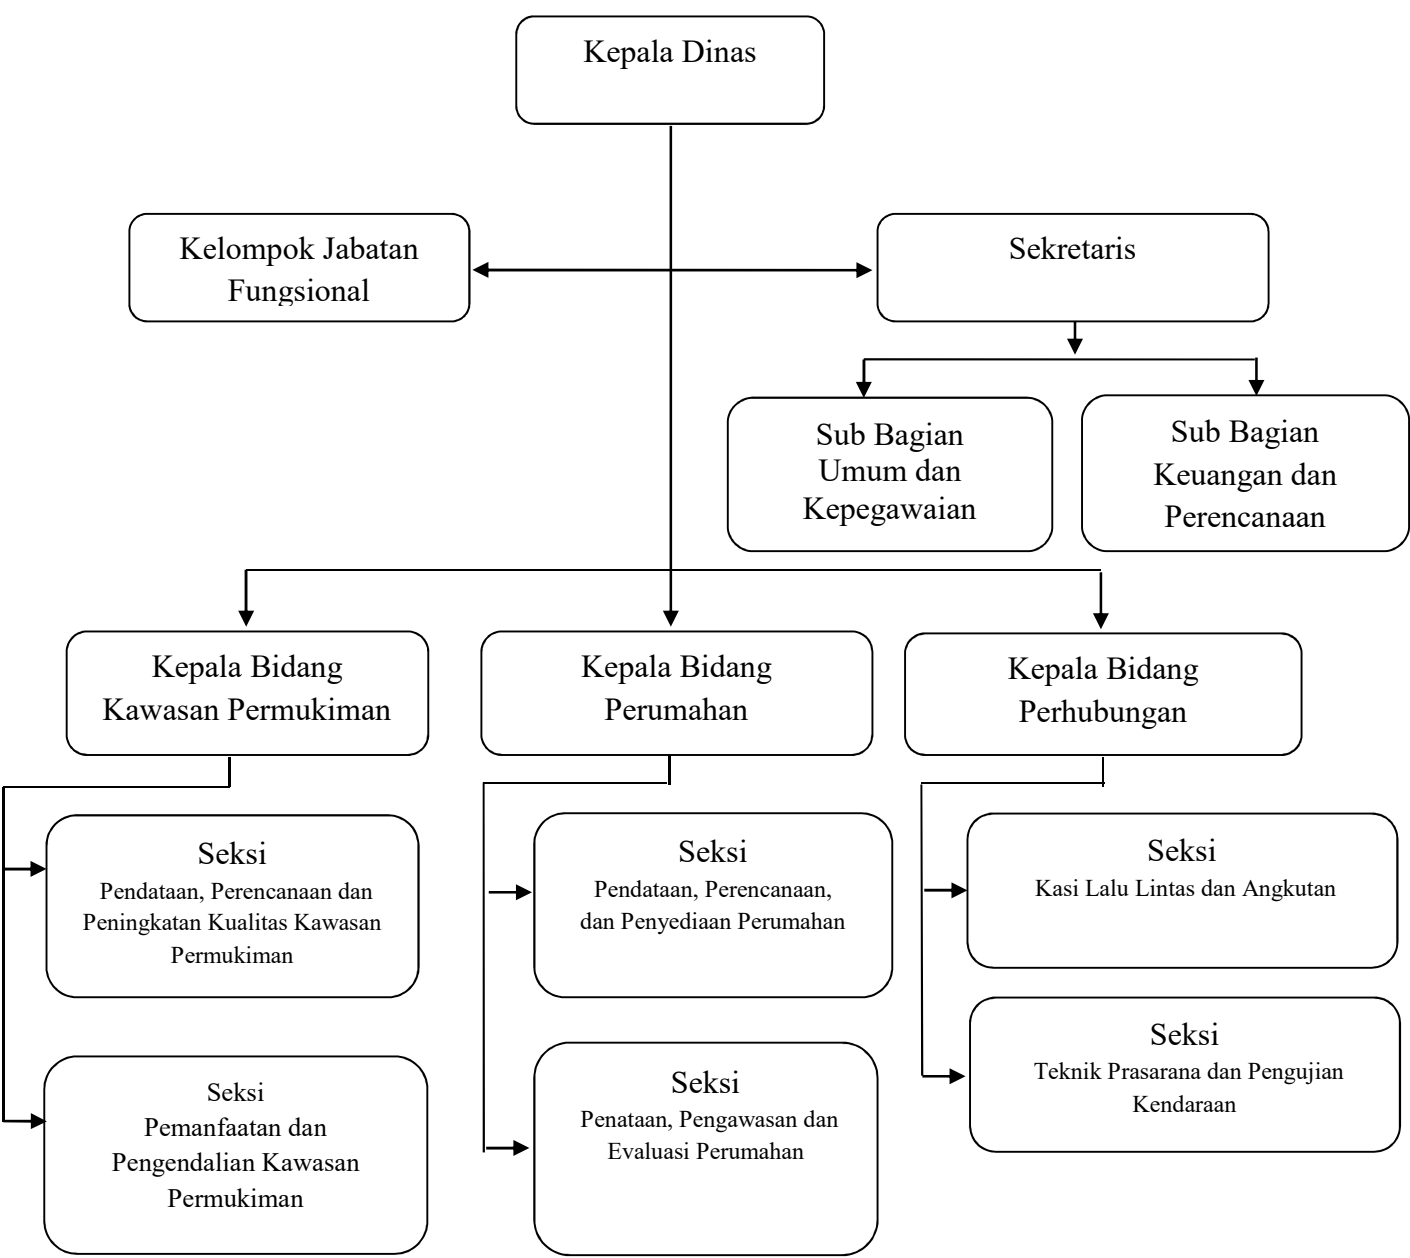 Kepala Dinas
Kelompok Jabatan
Fungsional
Sekretaris
Sub Bagian
Umum dan
Kepegawaian
Sub Bagian
Keuangan dan
Perencanaan
Kepala Bidang
Kawasan Permukiman
Kepala Bidang
Perumahan
Kepala Bidang
Perhubungan
Seksi
Pendataan, Perencanaan dan
Peningkatan Kualitas Kawasan
Permukiman
Seksi
Pendataan, Perencanaan,
dan Penyediaan Perumahan
Seksi
Kasi Lalu Lintas dan Angkutan
Seksi
Pemanfaatan dan
Pengendalian Kawasan
Permukiman
Seksi
Penataan, Pengawasan dan
Evaluasi Perumahan
Seksi
Teknik Prasarana dan Pengujian
Kendaraan